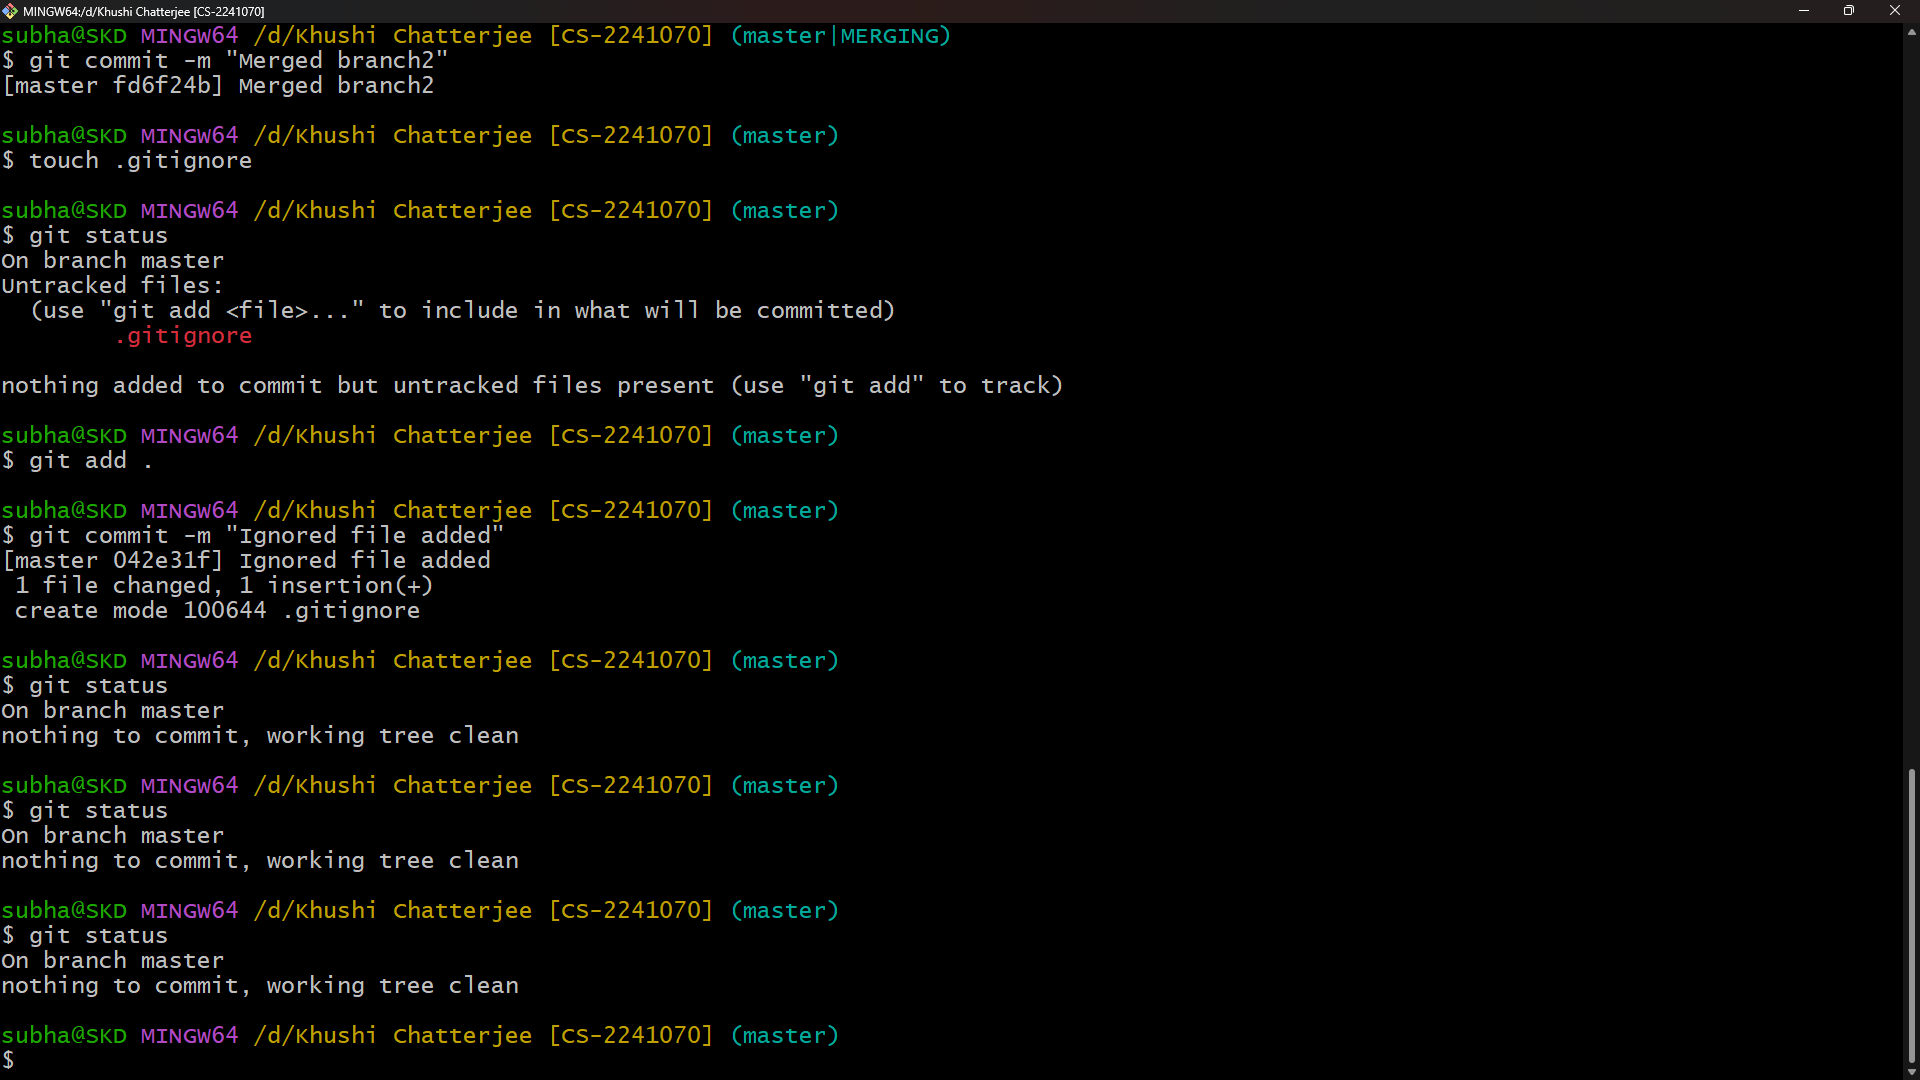 MINGW64:/d/Khushi Chatterjee [CS-2241070]
subha@SKD MINGW64 /d/Khushi Chatterjee [CS-2241070] (master|MERGING)
$ git commit -m "Merged branch2"
[master fd6f24b] Merged branch2
subha@SKD MINGW64 /d/Khushi Chatterjee [CS-2241070] (master)
$ touch .gitignore
subha@SKD MINGW64 /d/Khushi Chatterjee [CS-2241070] (master)
$ git status
On branch master
Untracked files:
  (use "git add <file>..." to include in what will be committed)
        .gitignore
nothing added to commit but untracked files present (use "git add" to track)
subha@SKD MINGW64 /d/Khushi Chatterjee [CS-2241070] (master)
$ git add .
subha@SKD MINGW64 /d/Khushi Chatterjee [CS-2241070] (master)
$ git commit -m "Ignored file added"
[master 042e31f] Ignored file added
 1 file changed, 1 insertion(+)
 create mode 100644 .gitignore
subha@SKD MINGW64 /d/Khushi Chatterjee [CS-2241070] (master)
$ git status
On branch master
nothing to commit, working tree clean
subha@SKD MINGW64 /d/Khushi Chatterjee [CS-2241070] (master)
$ git status
On branch master
nothing to commit, working tree clean
subha@SKD MINGW64 /d/Khushi Chatterjee [CS-2241070] (master)
$ git status
On branch master
nothing to commit, working tree clean
subha@SKD MINGW64 /d/Khushi Chatterjee [CS-2241070] (master)
$